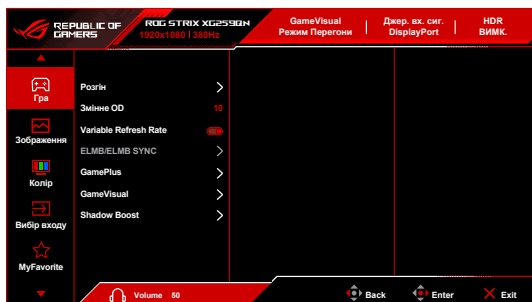 REPUBLIC OF
GAMERS
ROG STRIX XG259QN
1920x1080 | 380Hz
GameVisual
Режим Перегони
Джер. вх. сиг.
DisplayPort
HDR
ВИМК.
Гра
Зображення
Колір
Вибір входу
MyFavorite
Розгін
Змінне OD 10
Variable Refresh Rate
ELMB/ELMB SYNC
GamePlus
GameVisual
Shadow Boost
Volume 50
Back
Enter
Exit